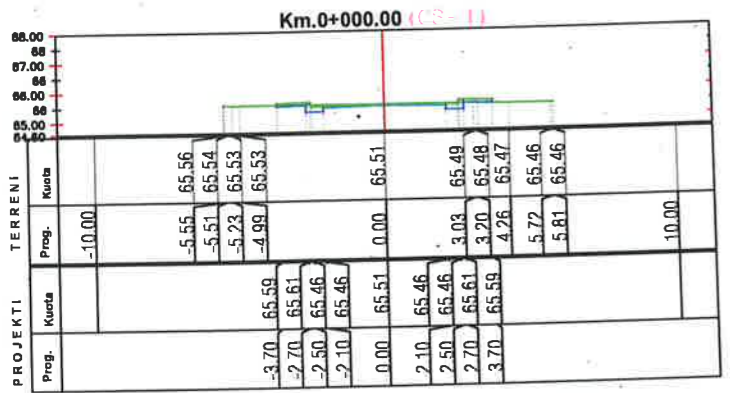 Km.0+000.00 (CS-1)
68.00
68
67.00
66
66.00
65
65.00
64.60
TERRENI
Kuota
65.56 65.54 65.53 65.53 65.51 65.49 65.48 65.47 65.46 65.46
Prog.
-10.00 -5.55 -5.51 -5.23 -4.99 0.00 3.03 3.20 4.26 5.72 5.81 10.00
PROJEKTI
Kuota
65.59 65.61 65.46 65.46 65.51 65.46 65.46 65.61 65.59
Prog.
-3.70 -2.70 -2.50 -2.10 0.00 2.10 2.50 2.70 3.70